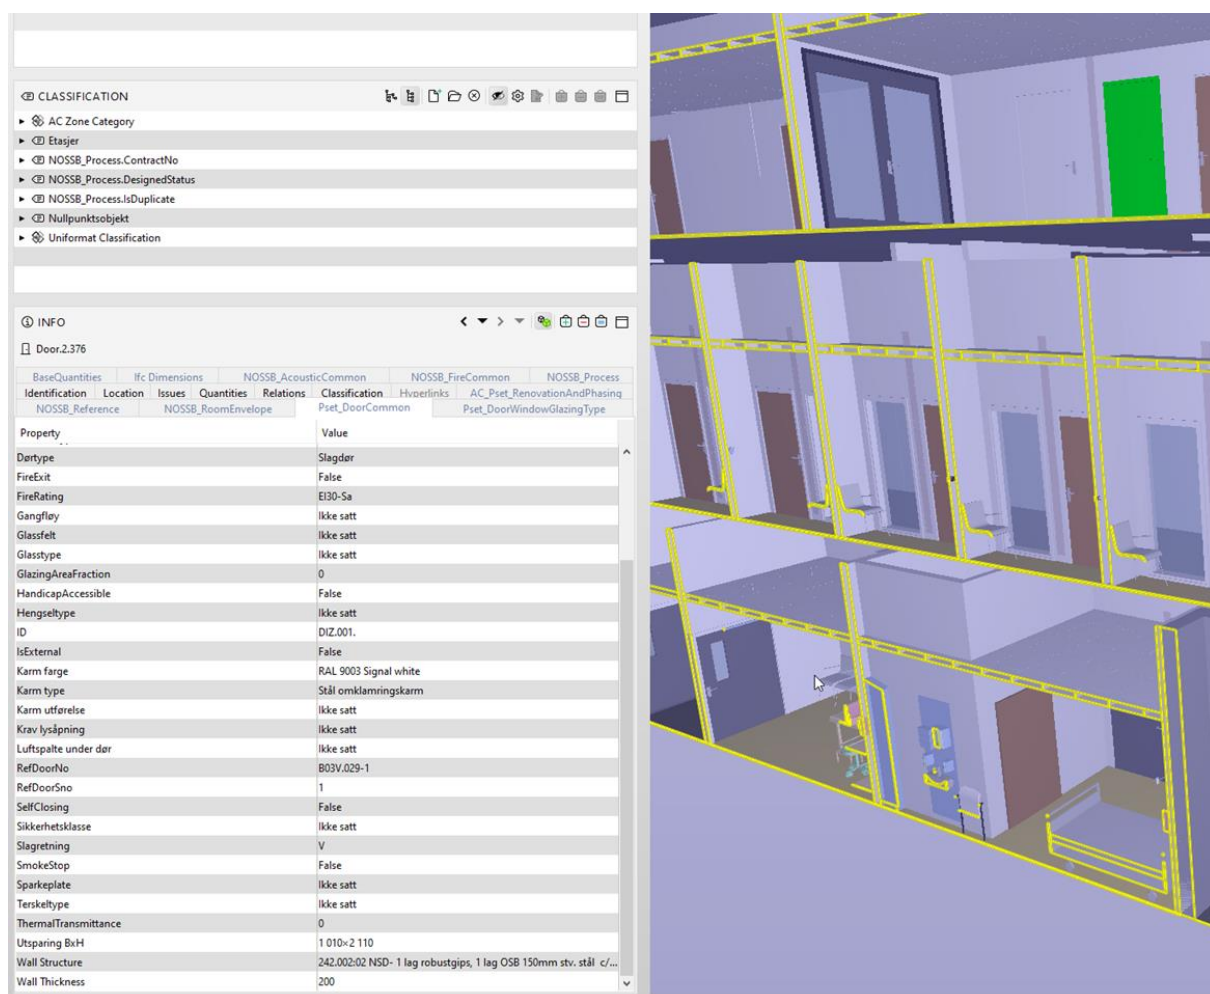 CLASSIFICATION
AC Zone Category
Etasjer
NOSSB_Process.ContractNo
NOSSB_Process.DesignedStatus
NOSSB_Process.IsDuplicate
Nullpunktsobjekt
Uniformat Classification
INFO
Door.2.376
BaseQuantities Ifc Dimensions NOSSB_AcousticCommon NOSSB_FireCommon NOSSB_Process
Identification Location Issues Quantities Relations Classification Hyperlinks AC_Pset_RenovationAndPhasing
NOSSB_Reference NOSSB_RoomEnvelope Pset_DoorCommon Pset_DoorWindowGlazingType
Property Value
Dørtype Slagdør
FireExit False
FireRating EI30-Sa
Gangfløy Ikke satt
Glassfelt Ikke satt
Glasstype Ikke satt
GlazingAreaFraction 0
HandicapAccessible False
Hengseltype Ikke satt
ID DIZ.001.
IsExternal False
Karm farge RAL 9003 Signal white
Karm type Stål omklamringskarm
Karm utførelse Ikke satt
Krav lysåpning Ikke satt
Luftspalte under dør Ikke satt
RefDoorNo B03V.029-1
RefDoorSno 1
SelfClosing False
Sikkerhetsklasse Ikke satt
Slagretning V
SmokeStop False
Sparkeplate Ikke satt
Terskeltype Ikke satt
ThermalTransmittance 0
Utsparing BxH 1 010×2 110
Wall Structure 242.002:02 NSD- 1 lag robustgips, 1 lag OSB 150mm stv. stål c/...
Wall Thickness 200